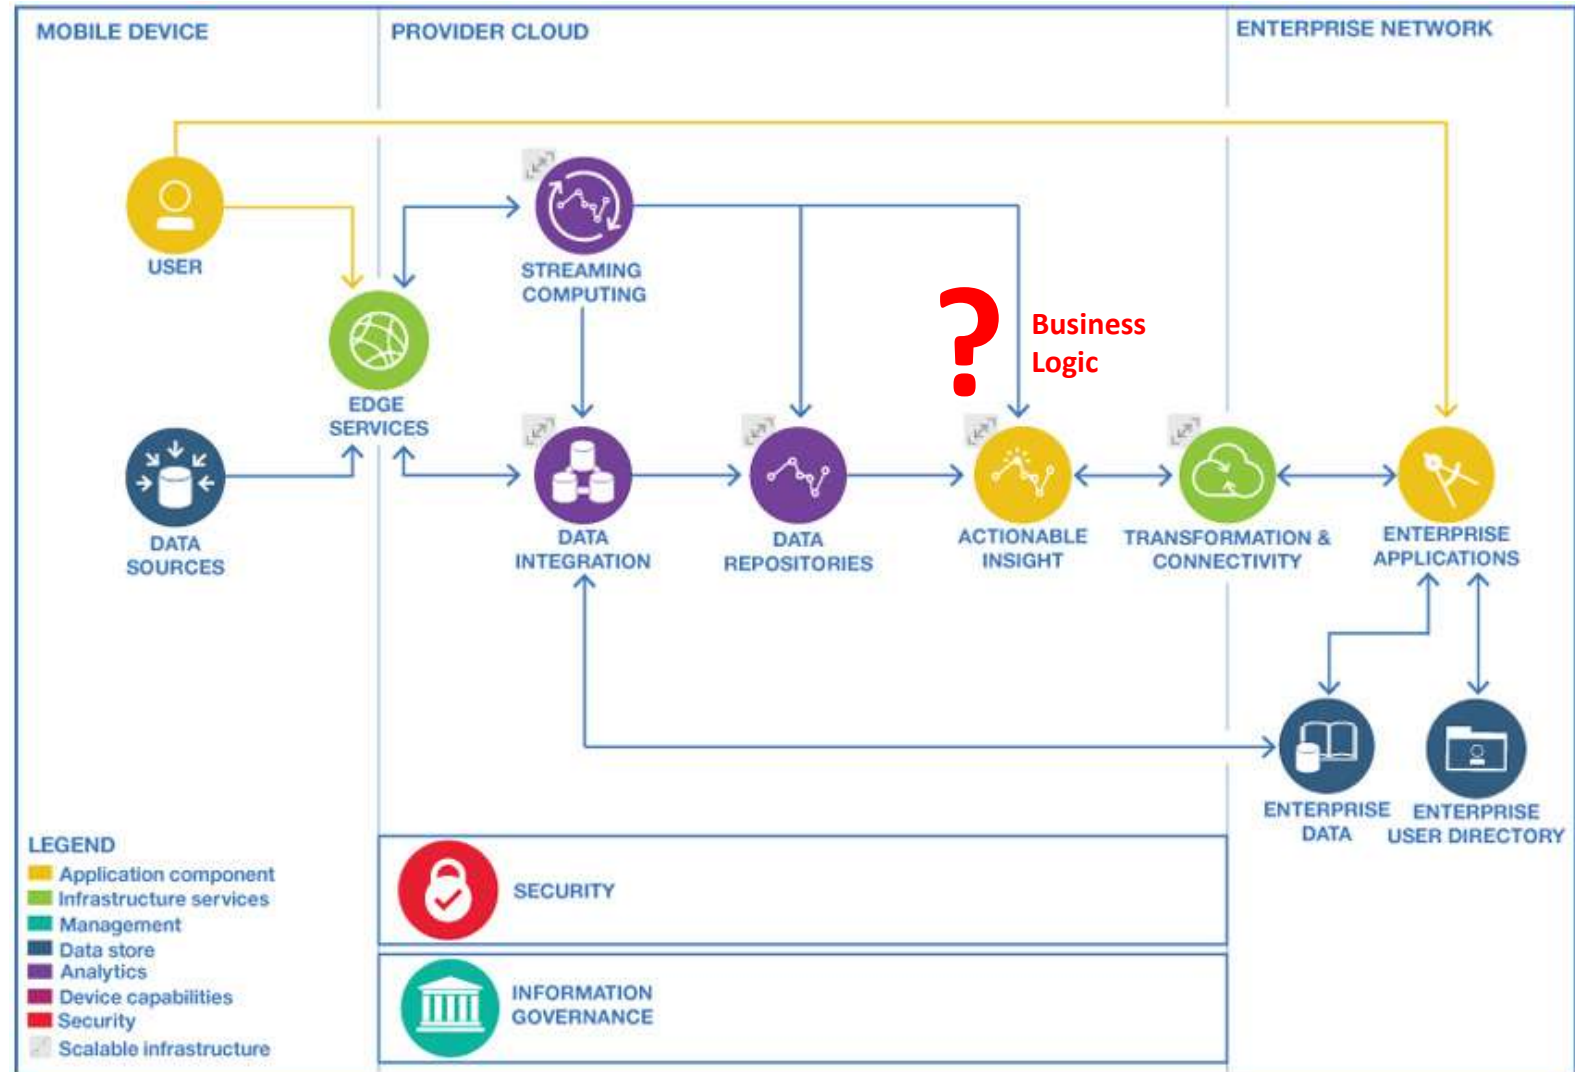 MOBILE DEVICE
PROVIDER CLOUD
ENTERPRISE NETWORK
USER
STREAMING
COMPUTING
?
Business
Logic
EDGE
SERVICES
DATA
SOURCES
DATA
INTEGRATION
DATA
REPOSITORIES
ACTIONABLE
INSIGHT
TRANSFORMATION &
CONNECTIVITY
ENTERPRISE
APPLICATIONS
ENTERPRISE
DATA
ENTERPRISE
USER DIRECTORY
LEGEND
Application component
Infrastructure services
Management
Data store
Analytics
Device capabilities
Security
Scalable infrastructure
SECURITY
INFORMATION
GOVERNANCE